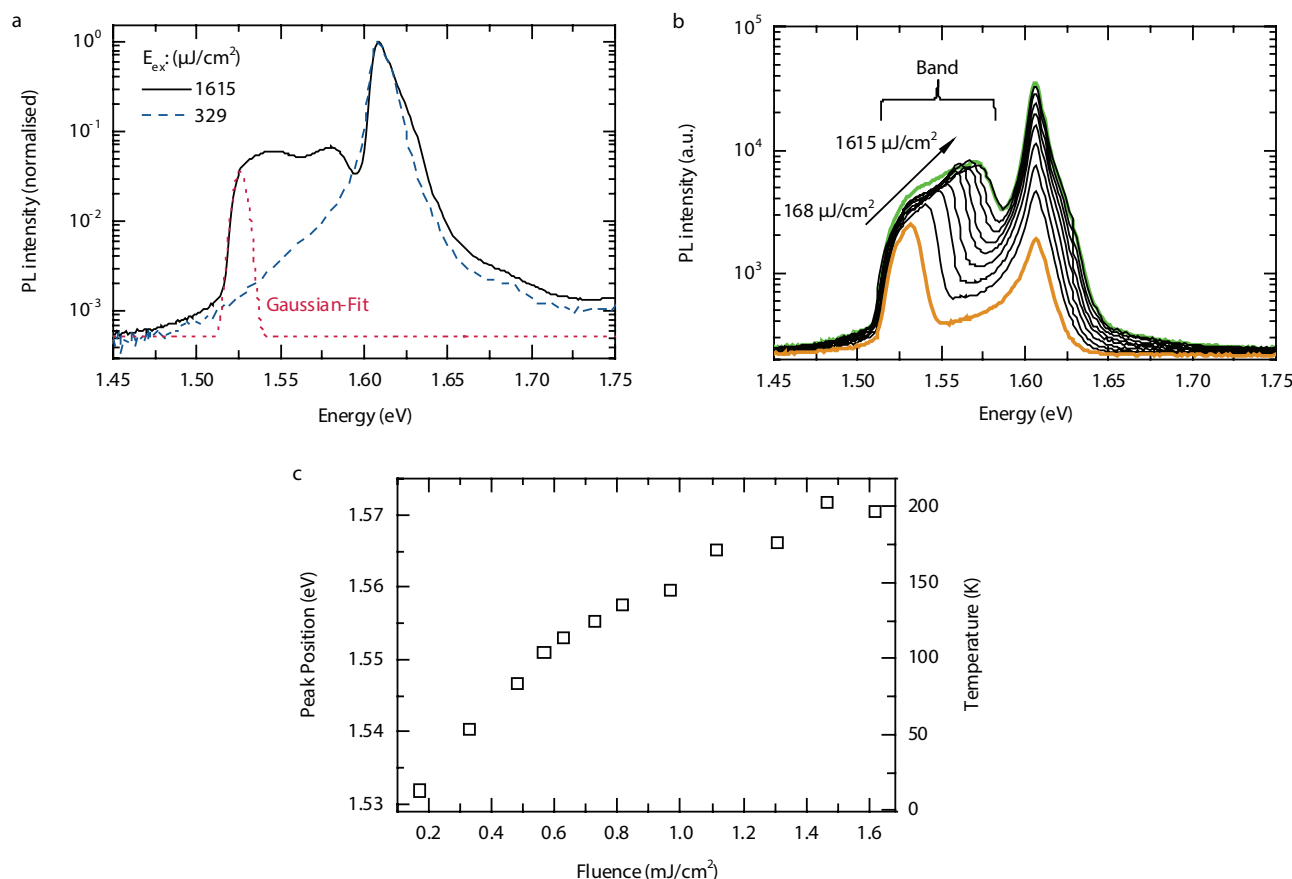 a
E_ex: (μJ/cm²)
1615
329
Gaussian-Fit
PL intensity (normalised)
10⁰
10⁻¹
10⁻²
10⁻³
1.45 1.50 1.55 1.60 1.65 1.70 1.75
Energy (eV)
b
Band
1615 μJ/cm²
168 μJ/cm²
PL intensity (a.u.)
10⁵
10⁴
10³
1.45 1.50 1.55 1.60 1.65 1.70 1.75
Energy (eV)
c
Peak Position (eV)
1.57
1.56
1.55
1.54
1.53
Temperature (K)
200
150
100
50
0
0.2 0.4 0.6 0.8 1.0 1.2 1.4 1.6
Fluence (mJ/cm²)